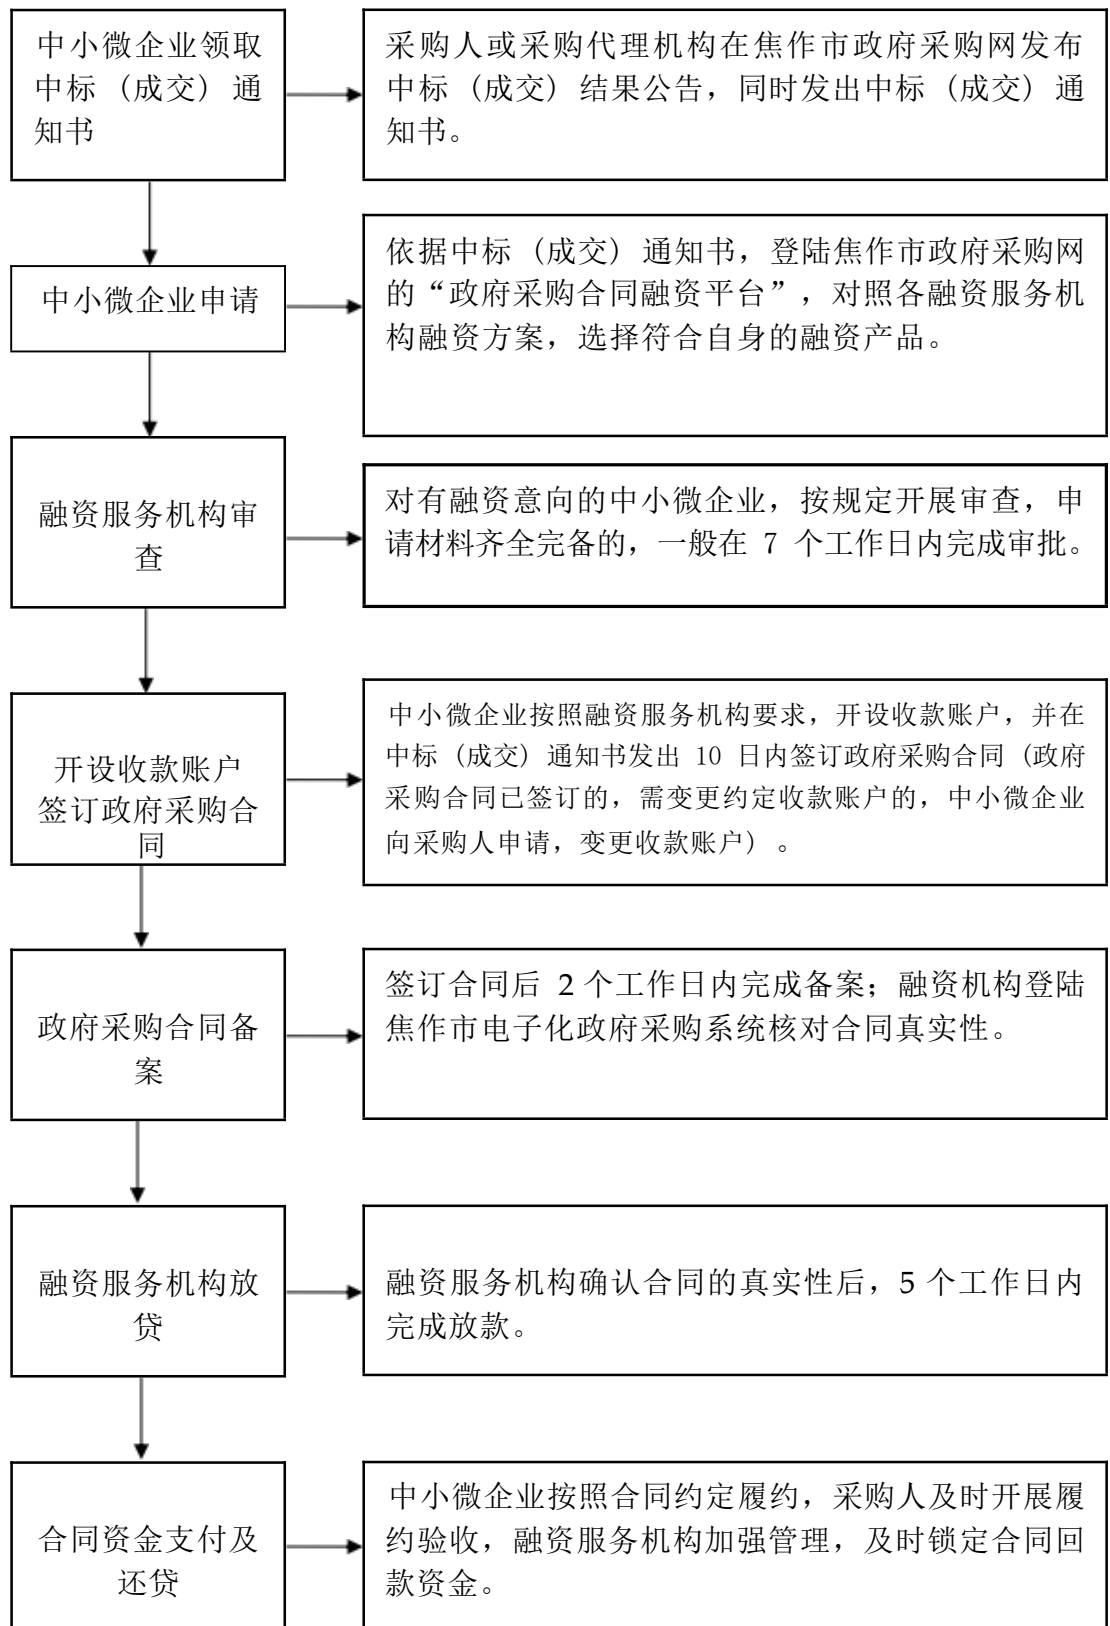 中小微企业领取
中标（成交）通
知书
采购人或采购代理机构在焦作市政府采购网发布
中标（成交）结果公告，同时发出中标（成交）通
知书。
中小微企业申请
依据中标（成交）通知书，登陆焦作市政府采购网
的“政府采购合同融资平台”，对照各融资服务机
构融资方案，选择符合自身的融资产品。
融资服务机构审
查
对有融资意向的中小微企业，按规定开展审查，申
请材料齐全完备的，一般在 7 个工作日内完成审批。
开设收款账户
签订政府采购合
同
中小微企业按照融资服务机构要求，开设收款账户，并在
中标（成交）通知书发出 10 日内签订政府采购合同（政府
采购合同已签订的，需变更约定收款账户的，中小微企业
向采购人申请，变更收款账户）。
政府采购合同备
案
签订合同后 2 个工作日内完成备案；融资机构登陆
焦作市电子化政府采购系统核对合同真实性。
融资服务机构放
贷
融资服务机构确认合同的真实性后，5 个工作日内
完成放款。
合同资金支付及
还贷
中小微企业按照合同约定履约，采购人及时开展履
约验收，融资服务机构加强管理，及时锁定合同回
款资金。